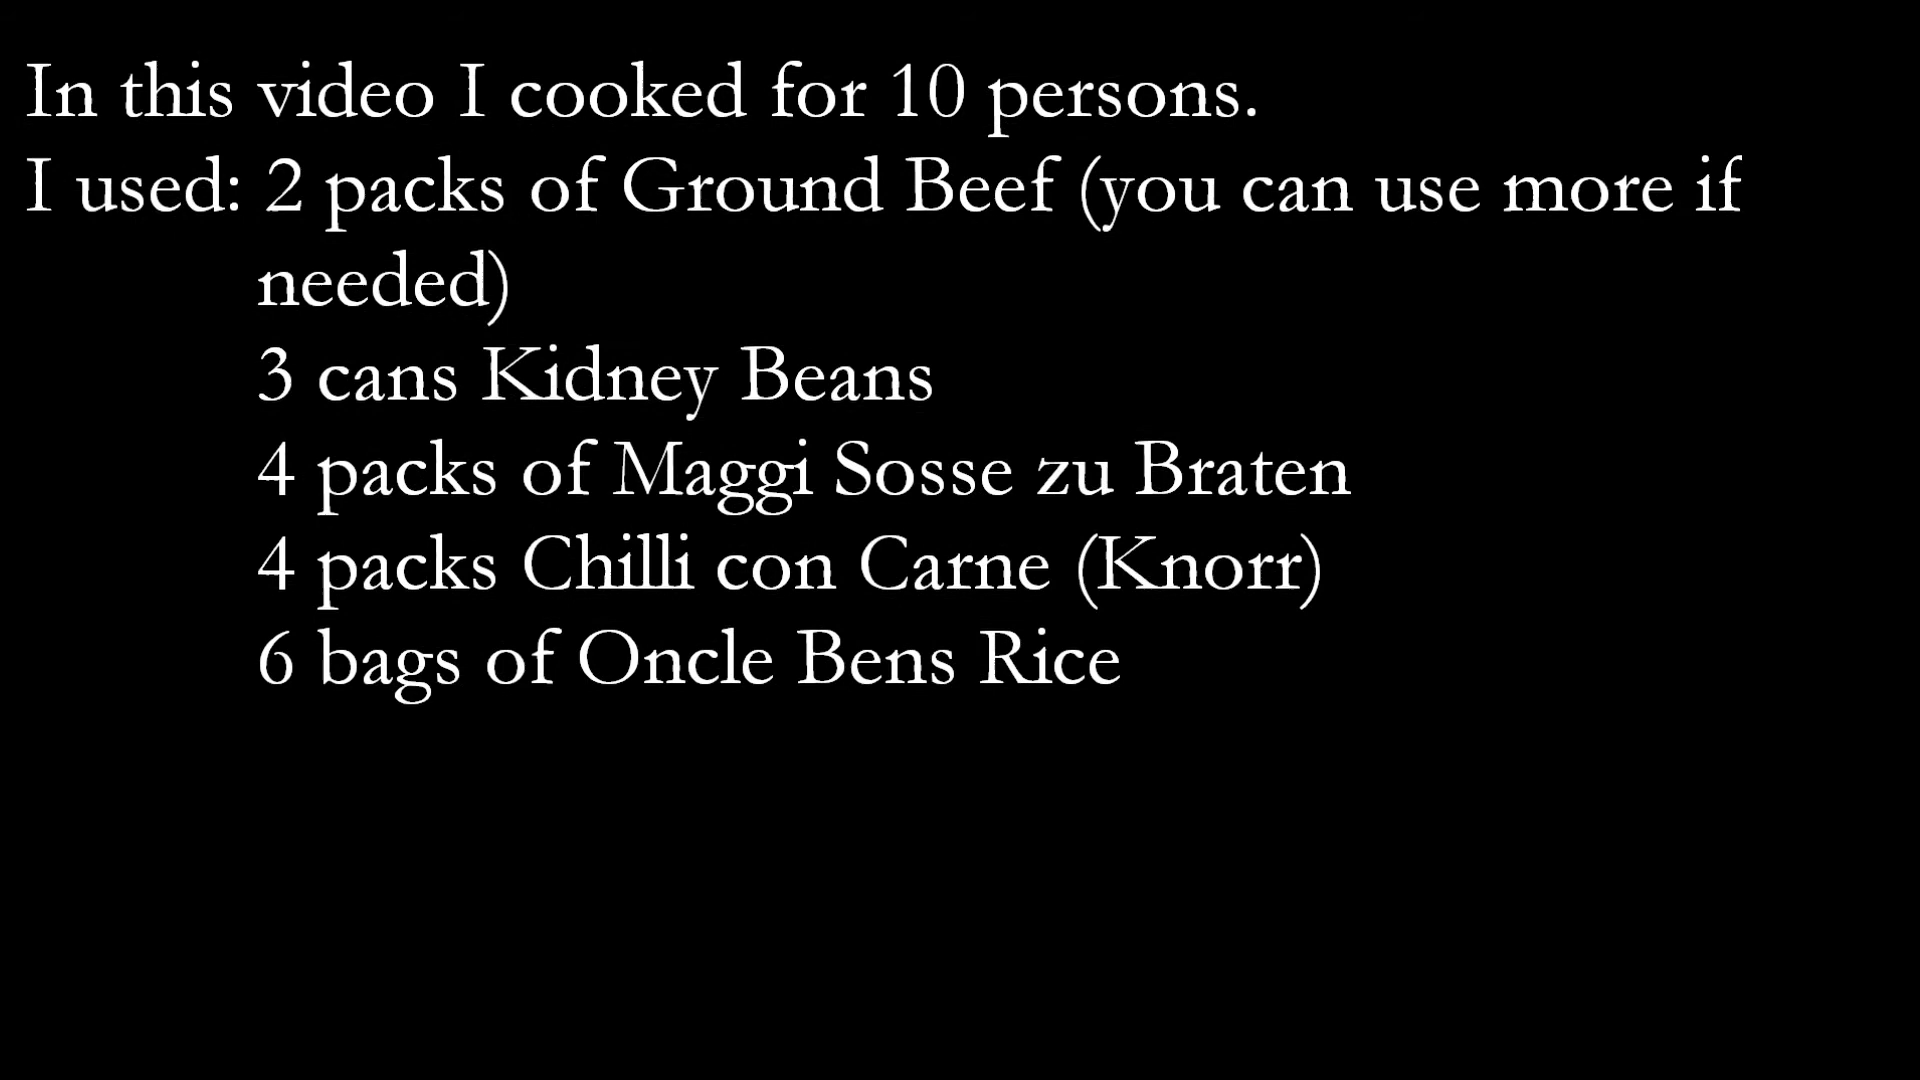 In this video I cooked for 10 persons.
I used: 2 packs of Ground Beef (you can use more if
needed)
3 cans Kidney Beans
4 packs of Maggi Sosse zu Braten
4 packs Chilli con Carne (Knorr)
6 bags of Oncle Bens Rice